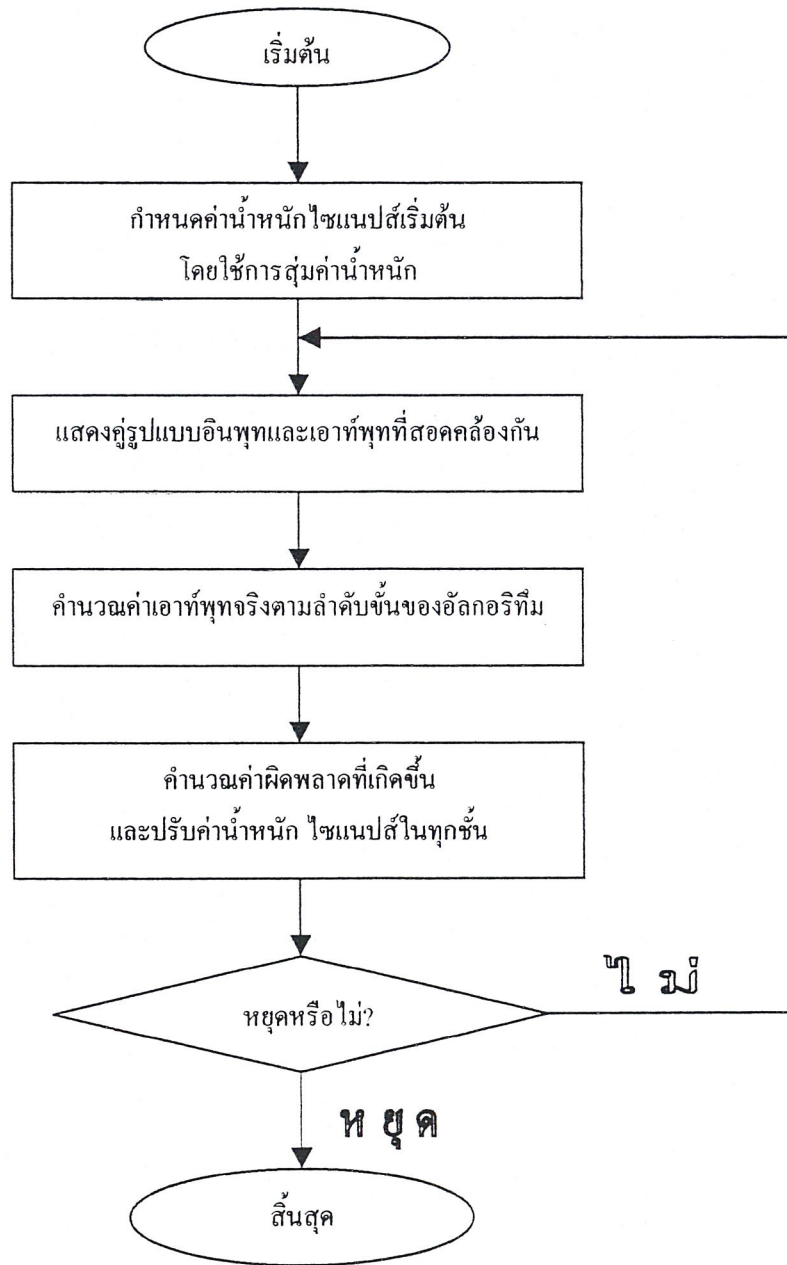 เริ่มต้น
กำหนดค่าน้ำหนักไซแนปส์เริ่มต้น
โดยใช้การสุ่มค่าน้ำหนัก
แสดงคู่รูปแบบอินพุทและเอาท์พุทที่สอดคล้องกัน
คำนวณค่าเอาท์พุทจริงตามลำดับขั้นของอัลกอริทึม
คำนวณค่าผิดพลาดที่เกิดขึ้น
และปรับค่าน้ำหนัก ไซแนปส์ในทุกชั้น
หยุดหรือไม่?
ไม่
หยุด
สิ้นสุด